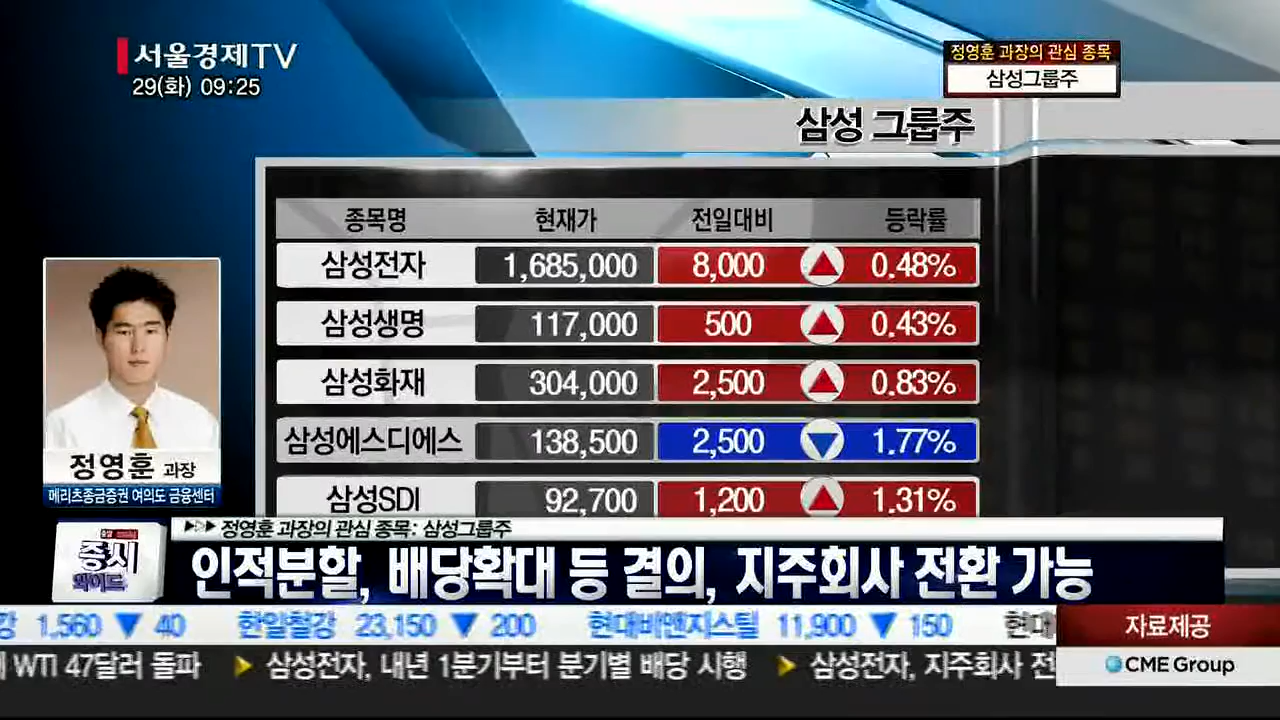 서울경제TV
29(화) 09:25
정영훈 과장의 관심 종목
삼성그룹주
삼성 그룹주
종목명 현재가 전일대비 등락률
삼성전자 1,685,000 8,000 0.48%
삼성생명 117,000 500 0.43%
삼성화재 304,000 2,500 0.83%
삼성에스디에스 138,500 2,500 1.77%
삼성SDI 92,700 1,200 1.31%
정영훈 과장
메리츠종금증권 여의도 금융센터
증시
와이드
정영훈 과장의 관심 종목: 삼성그룹주
인적분할, 배당확대 등 결의, 지주회사 전환 가능
강 1,560 ▼ 40 한일철강 23,150 ▼ 200 현대비앤지스틸 11,900 ▼ 150 현대
자료제공
WTI 47달러 돌파 ▶ 삼성전자, 내년 1분기부터 분기별 배당 시행 ▶ 삼성전자, 지주회사 전
CME Group